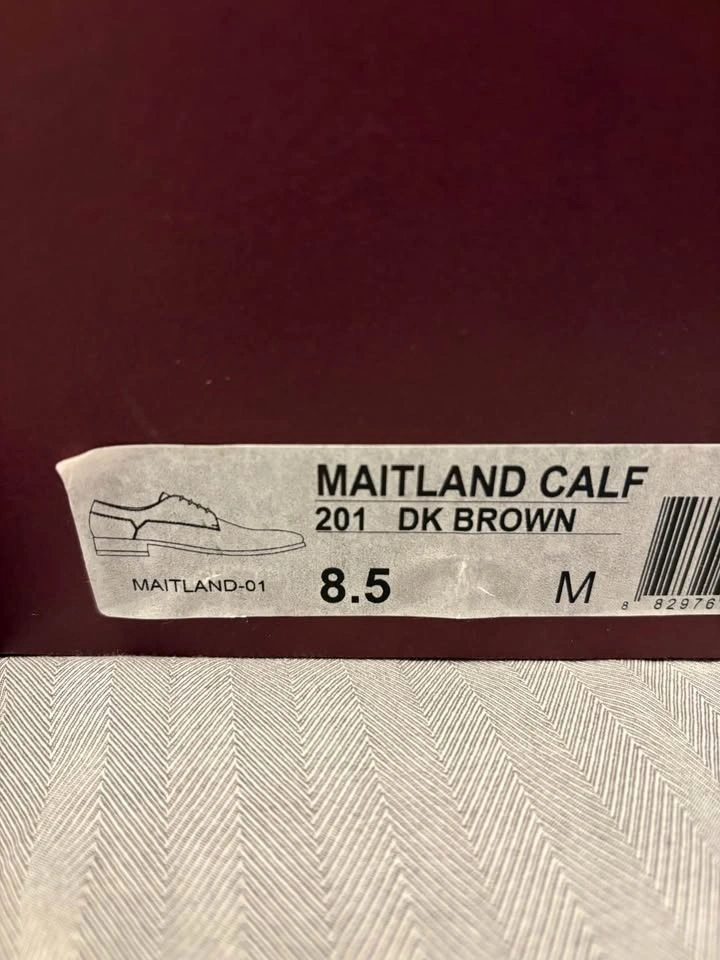 MAITLAND CALF
201 DK BROWN
MAITLAND-01
8.5 M
8 82976